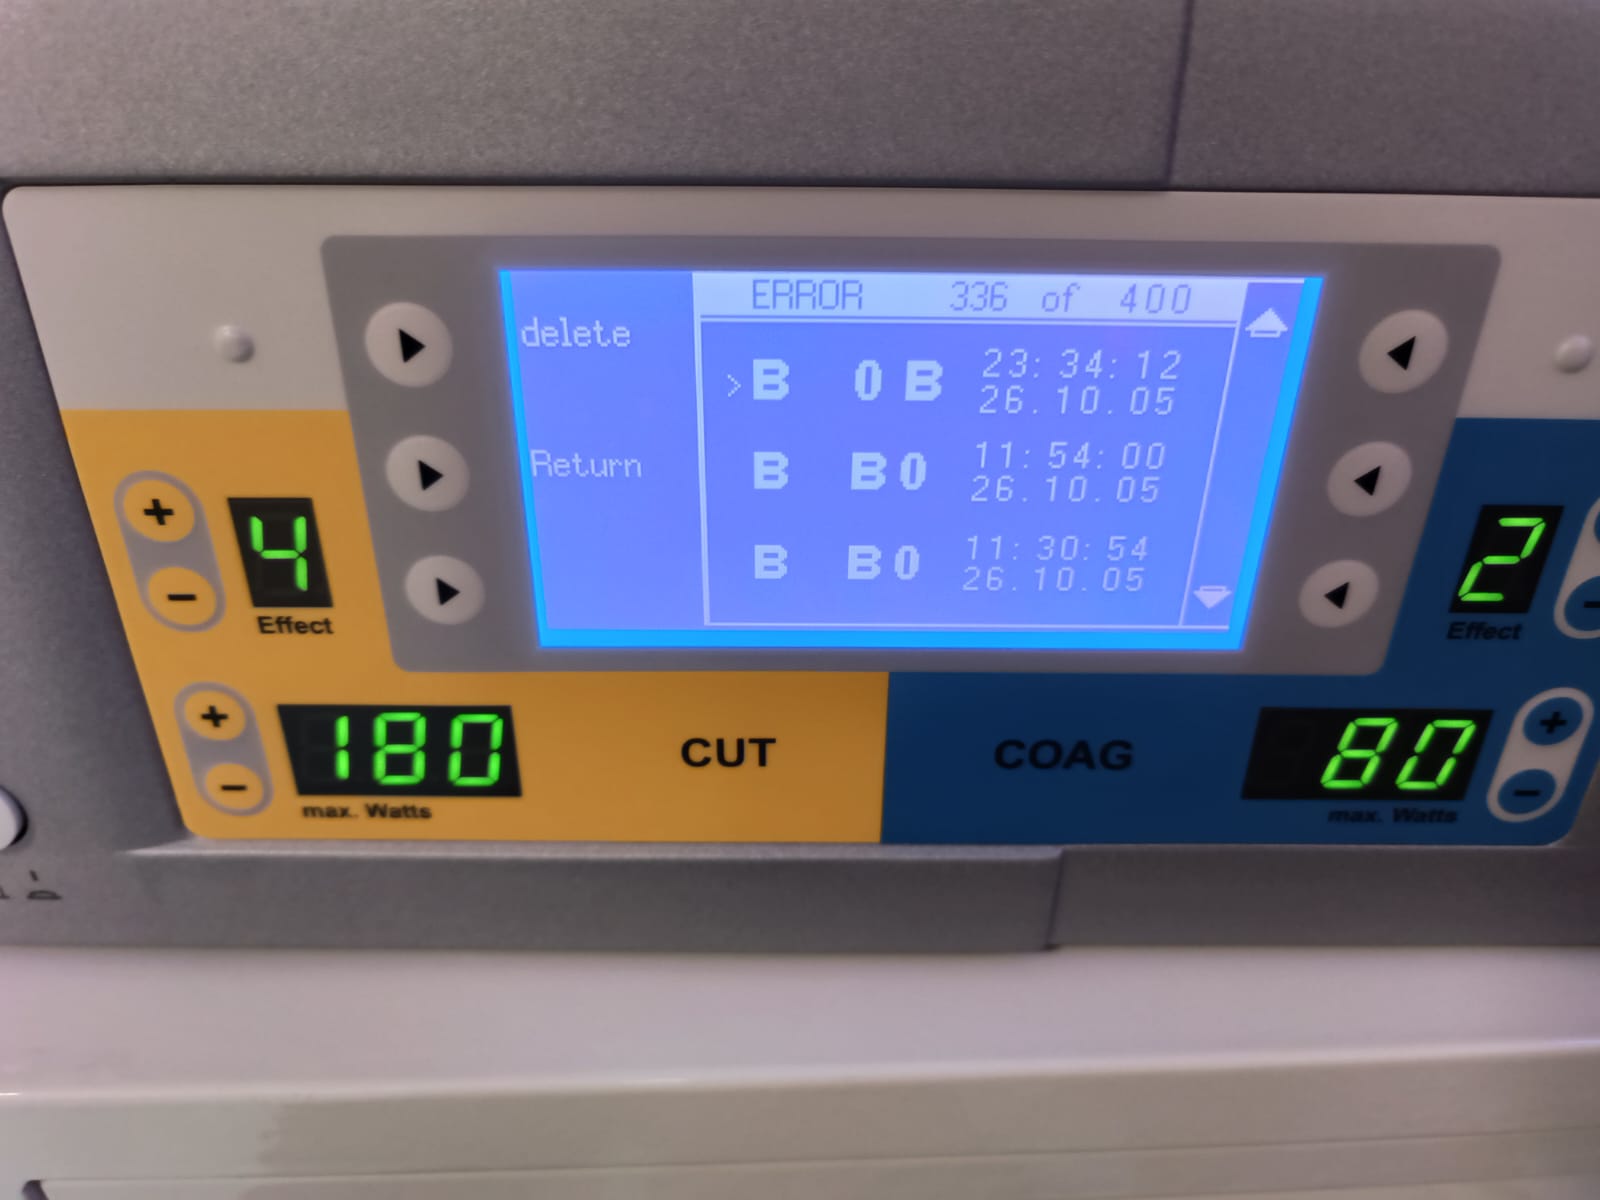 ERROR 336 of 400
delete
>B 0B 23:34:12
26.10.05
Return
B B0 11:54:00
26.10.05
B B0 11:30:54
26.10.05
+
4
-
Effect
2
-
Effect
+
180
-
max. Watts
CUT
COAG
80
+
-
max. Watts